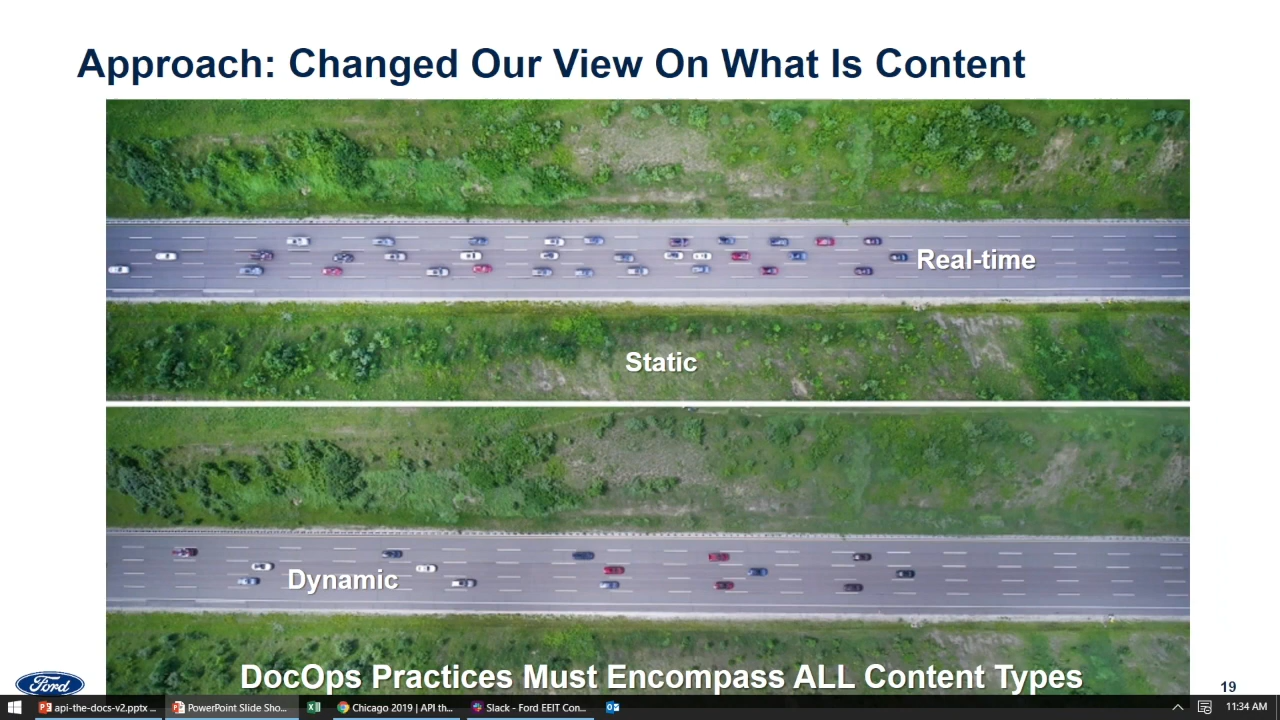 Approach: Changed Our View On What Is Content
Real-time
Static
Dynamic
DocOps Practices Must Encompass ALL Content Types
Ford
19
api-the-docs-v2.pptx ...
PowerPoint Slide Sho...
Chicago 2019 | API th...
Slack - Ford EEIT Con...
11:34 AM